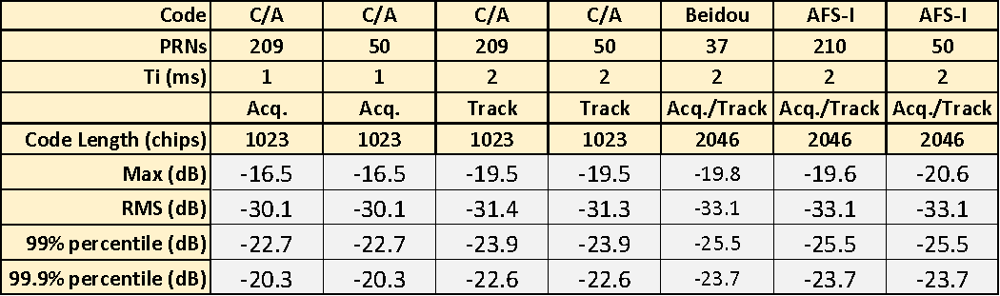 Code C/A C/A C/A C/A Beidou AFS-I AFS-I
PRNs 209 50 209 50 37 210 50
Ti (ms) 1 1 2 2 2 2 2
Acq. Acq. Track Track Acq./Track Acq./Track Acq./Track
Code Length (chips) 1023 1023 1023 1023 2046 2046 2046
Max (dB) -16.5 -16.5 -19.5 -19.5 -19.8 -19.6 -20.6
RMS (dB) -30.1 -30.1 -31.4 -31.3 -33.1 -33.1 -33.1
99% percentile (dB) -22.7 -22.7 -23.9 -23.9 -25.5 -25.5 -25.5
99.9% percentile (dB) -20.3 -20.3 -22.6 -22.6 -23.7 -23.7 -23.7